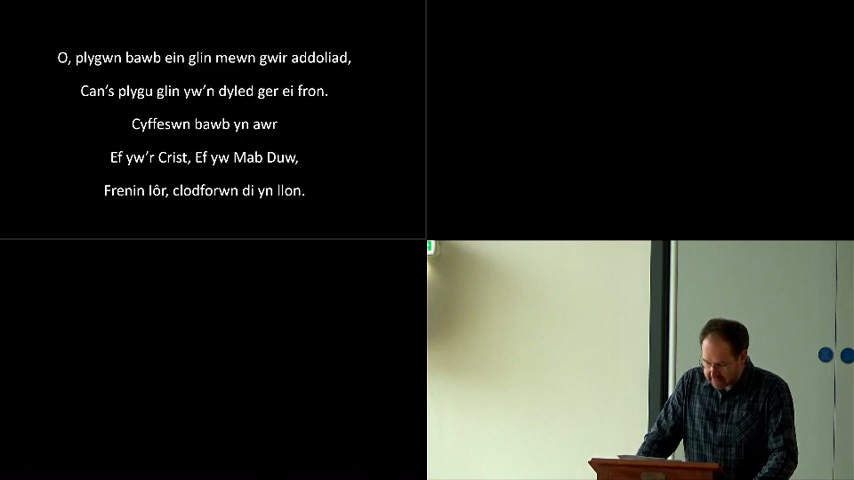 O, plygwn bawb ein glin mewn gwir addoliad,
Can’s plygu glin yw’n dyled ger ei fron.
Cyffeswn bawb yn awr
Ef yw’r Crist, Ef yw Mab Duw,
Frenin Iôr, clodforwn di yn llon.